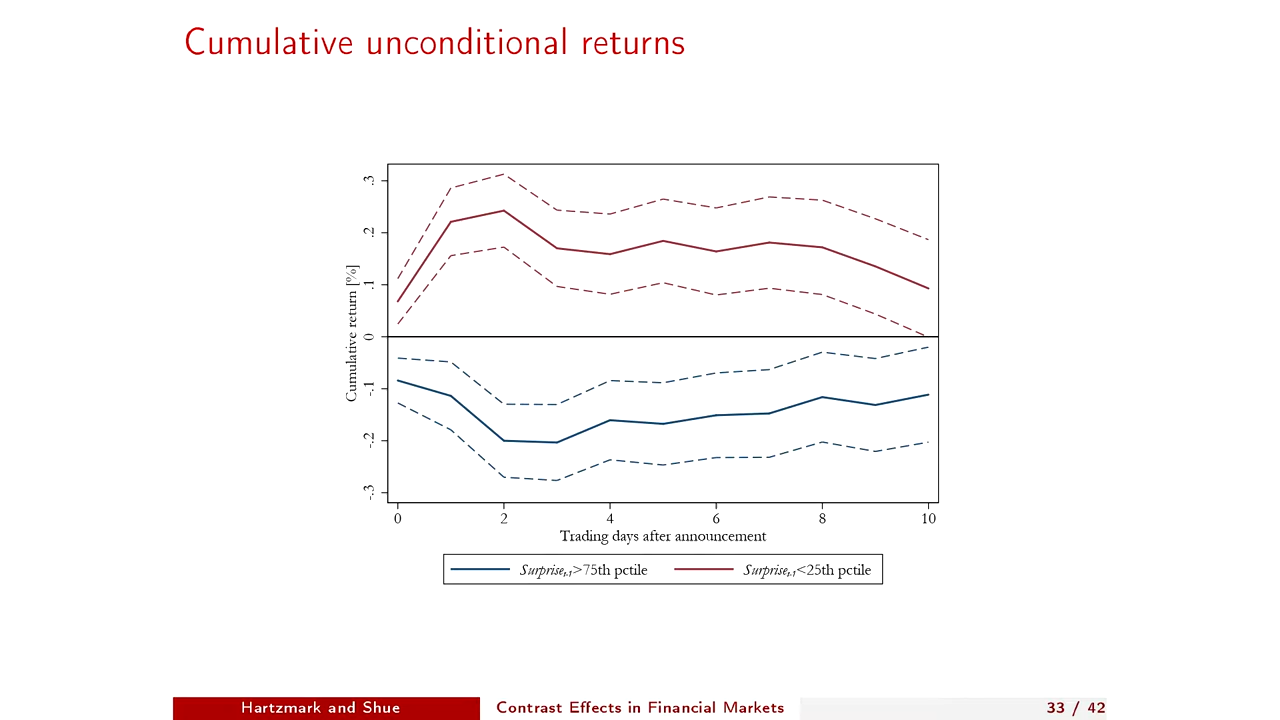 Cumulative unconditional returns
.3
.2
.1
0
-.1
-.2
-.3
Cumulative return [%]
0 2 4 6 8 10
Trading days after announcement
Surprise_{t-1}>75th pctile Surprise_{t-1}<25th pctile
Hartzmark and Shue Contrast Effects in Financial Markets 33 / 42